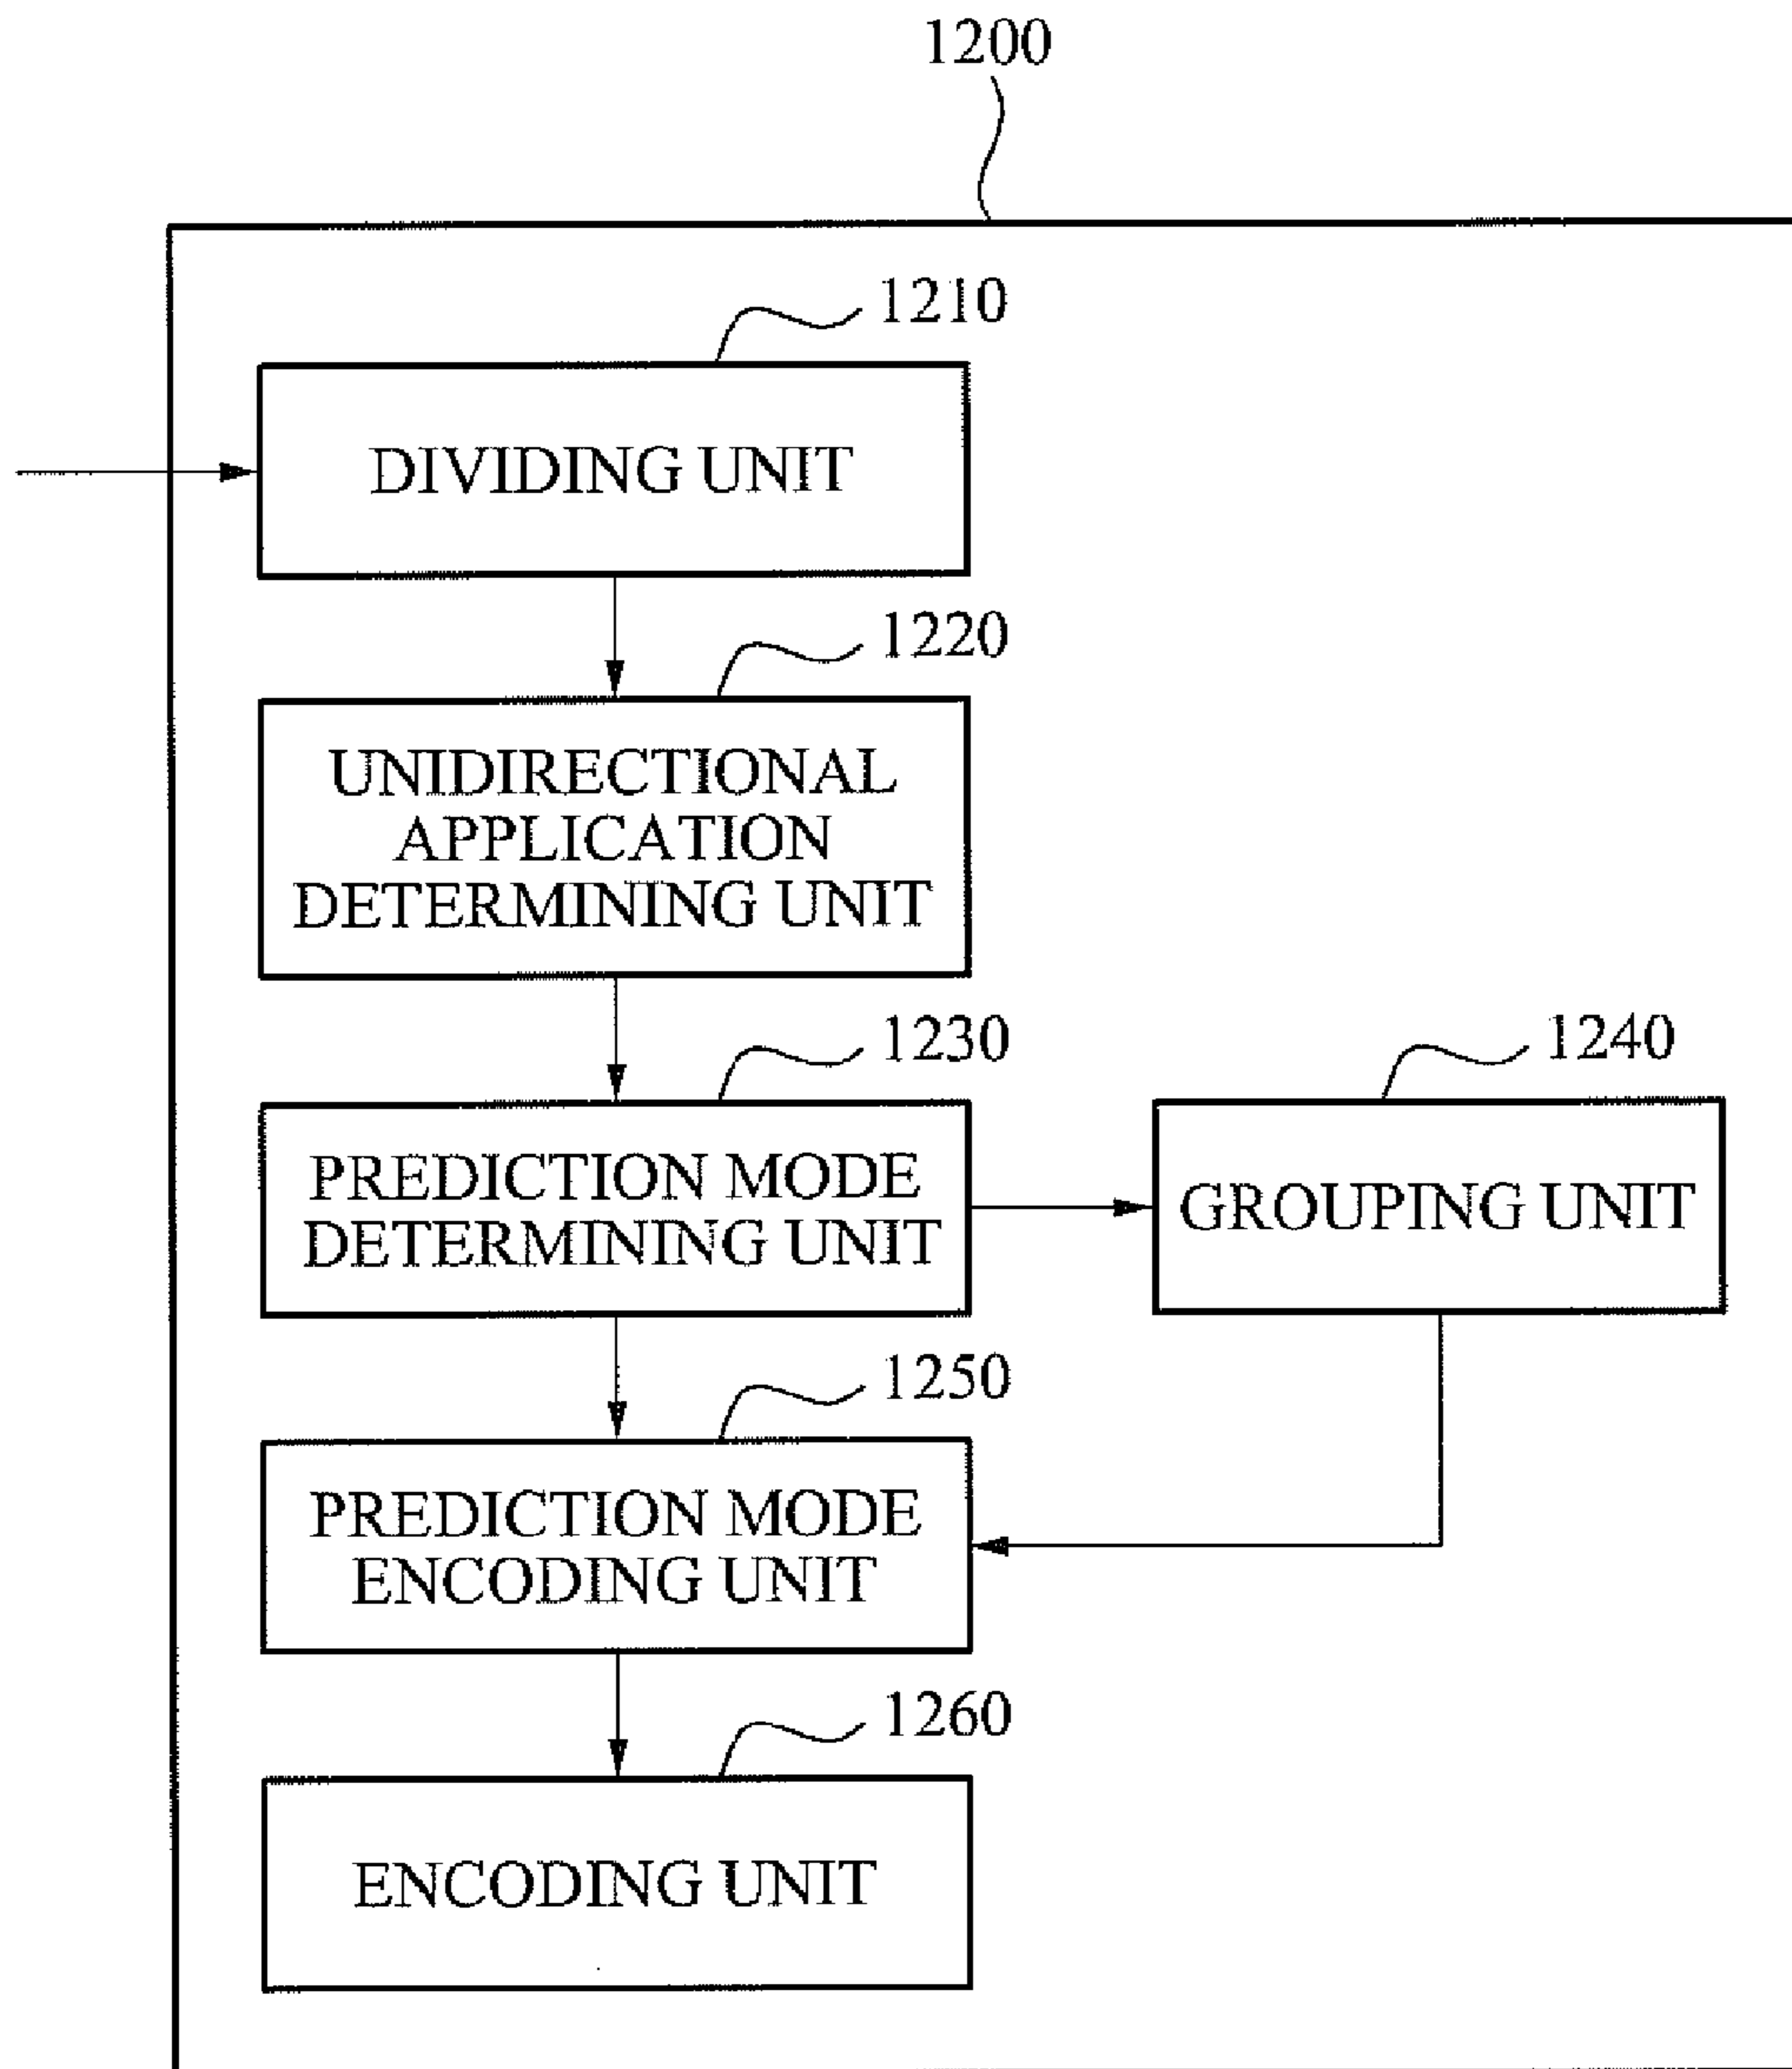 1200
1210
DIVIDING UNIT
1220
UNIDIRECTIONAL
APPLICATION
DETERMINING UNIT
1230
PREDICTION MODE
DETERMINING UNIT
1240
GROUPING UNIT
1250
PREDICTION MODE
ENCODING UNIT
1260
ENCODING UNIT